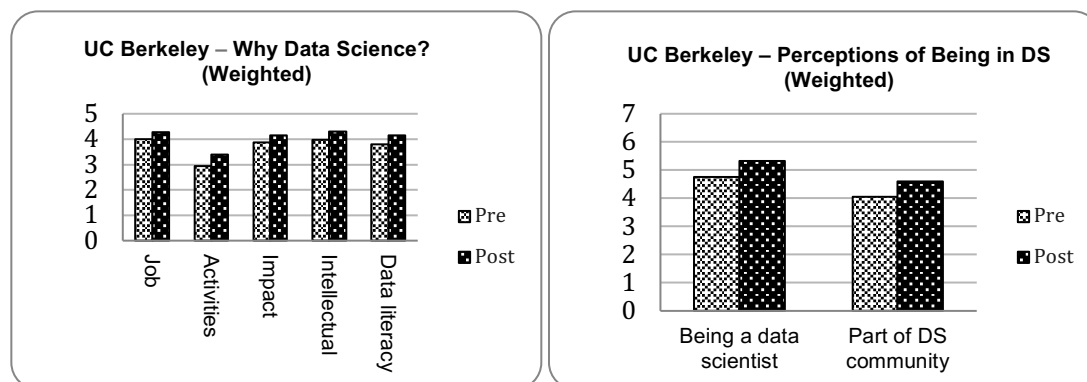 UC Berkeley – Why Data Science?
(Weighted)
5
4
3
2
1
0
Job
Activities
Impact
Intellectual
Data literacy
Pre
Post
UC Berkeley – Perceptions of Being in DS
(Weighted)
7
6
5
4
3
2
1
0
Being a data
scientist
Part of DS
community
Pre
Post